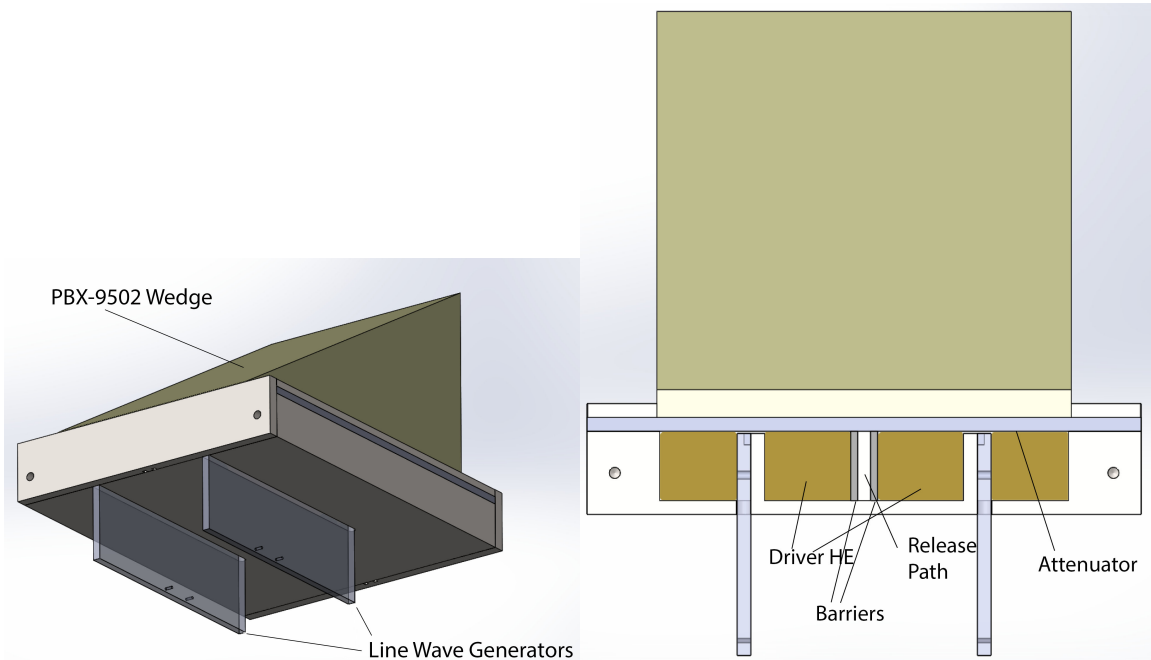 PBX-9502 Wedge
Line Wave Generators
Driver HE
Release
Path
Barriers
Attenuator